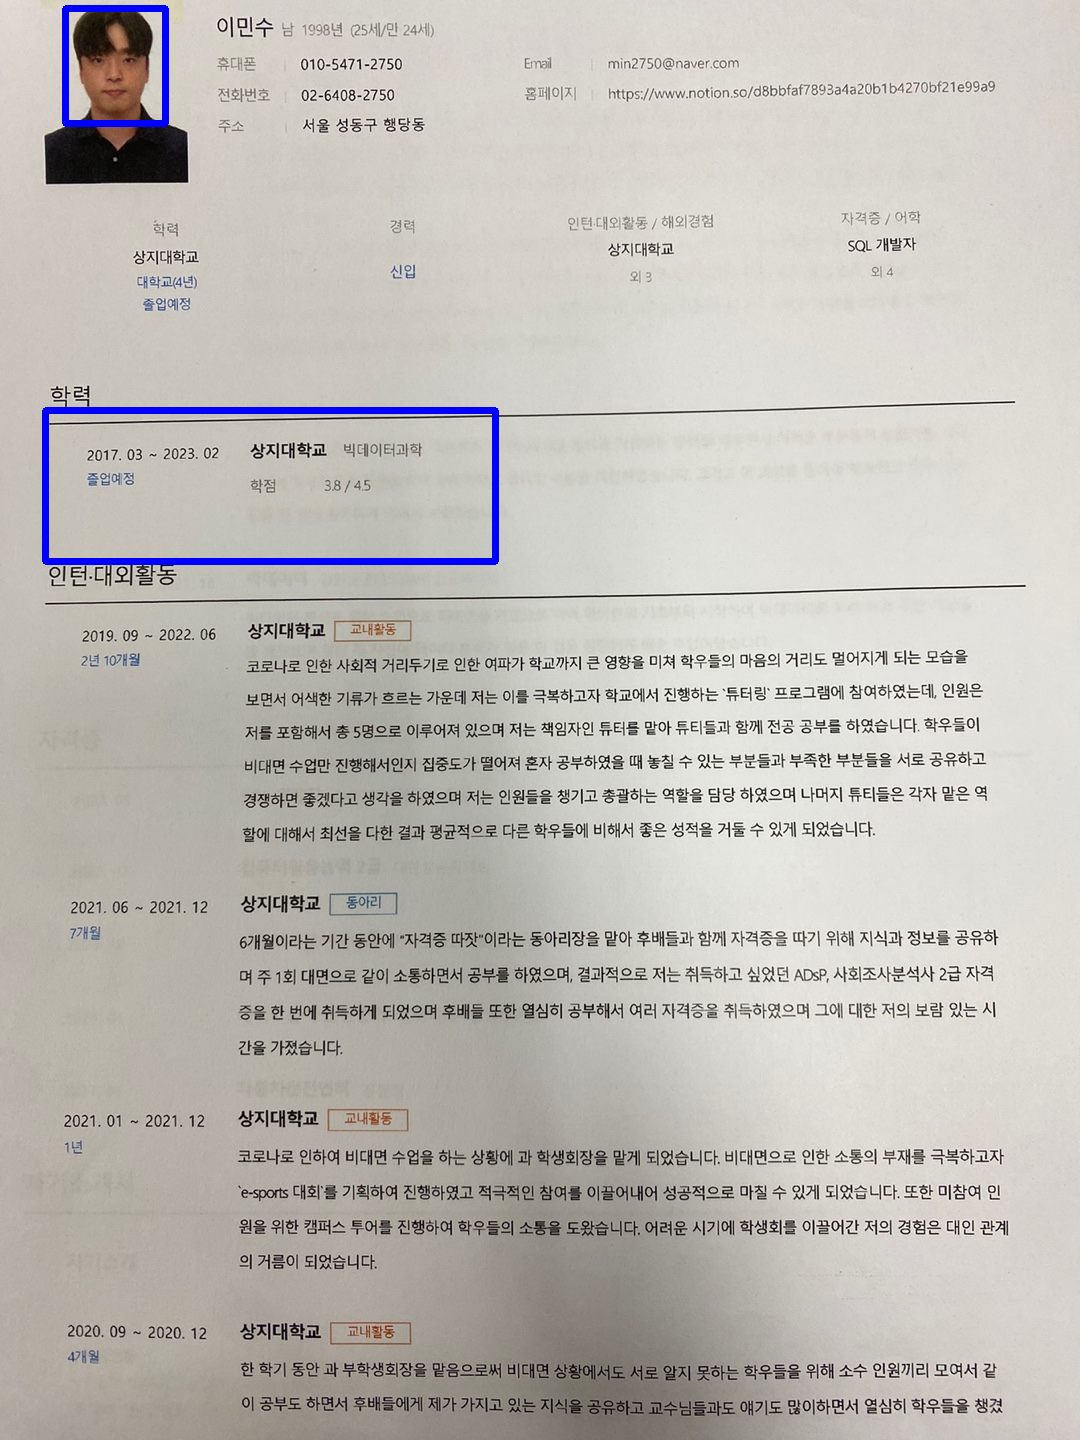 이민수 남 1998년 (25세/만 24세)
휴대폰 010-5471-2750 Email min2750@naver.com
전화번호 02-6408-2750 홈페이지 https://www.notion.so/d8bbfaf7893a4a20b1b4270bf21e99a9
주소 서울 성동구 행당동
학력 경력 인턴·대외활동 / 해외경험 자격증 / 어학
상지대학교 신입 상지대학교 SQL 개발자
대학교(4년) 외 3 외 4
졸업예정
학력
2017. 03 ~ 2023. 02 상지대학교 빅데이터과학
졸업예정 학점 3.8 / 4.5
인턴·대외활동
2019. 09 ~ 2022. 06 상지대학교 교내활동
2년 10개월
코로나로 인한 사회적 거리두기로 인한 여파가 학교까지 큰 영향을 미쳐 학우들의 마음의 거리도 멀어지게 되는 모습을
보면서 어색한 기류가 흐르는 가운데 저는 이를 극복하고자 학교에서 진행하는 `튜터링` 프로그램에 참여하였는데, 인원은
저를 포함해서 총 5명으로 이루어져 있으며 저는 책임자인 튜터를 맡아 튜티들과 함께 전공 공부를 하였습니다. 학우들이
비대면 수업만 진행해서인지 집중도가 떨어져 혼자 공부하였을 때 놓칠 수 있는 부분들과 부족한 부분들을 서로 공유하고
경쟁하면 좋겠다고 생각을 하였으며 저는 인원들을 챙기고 총괄하는 역할을 담당 하였으며 나머지 튜티들은 각자 맡은 역
할에 대해서 최선을 다한 결과 평균적으로 다른 학우들에 비해서 좋은 성적을 거둘 수 있게 되었습니다.
2021. 06 ~ 2021. 12 상지대학교 동아리
7개월
6개월이라는 기간 동안에 "자격증 따잣"이라는 동아리장을 맡아 후배들과 함께 자격증을 따기 위해 지식과 정보를 공유하
며 주 1회 대면으로 같이 소통하면서 공부를 하였으며, 결과적으로 저는 취득하고 싶었던 ADsP, 사회조사분석사 2급 자격
증을 한 번에 취득하게 되었으며 후배들 또한 열심히 공부해서 여러 자격증을 취득하였으며 그에 대한 저의 보람 있는 시
간을 가졌습니다.
2021. 01 ~ 2021. 12 상지대학교 교내활동
1년
코로나로 인하여 비대면 수업을 하는 상황에 과 학생회장을 맡게 되었습니다. 비대면으로 인한 소통의 부재를 극복하고자
`e-sports 대회`를 기획하여 진행하였고 적극적인 참여를 이끌어내어 성공적으로 마칠 수 있게 되었습니다. 또한 미참여 인
원을 위한 캠퍼스 투어를 진행하여 학우들의 소통을 도왔습니다. 어려운 시기에 학생회를 이끌어간 저의 경험은 대인 관계
의 거름이 되었습니다.
2020. 09 ~ 2020. 12 상지대학교 교내활동
4개월
한 학기 동안 과 부학생회장을 맡음으로써 비대면 상황에서도 서로 알지 못하는 학우들을 위해 소수 인원끼리 모여서 같
이 공부도 하면서 후배들에게 제가 가지고 있는 지식을 공유하고 교수님들과도 얘기도 많이하면서 열심히 학우들을 챙겼